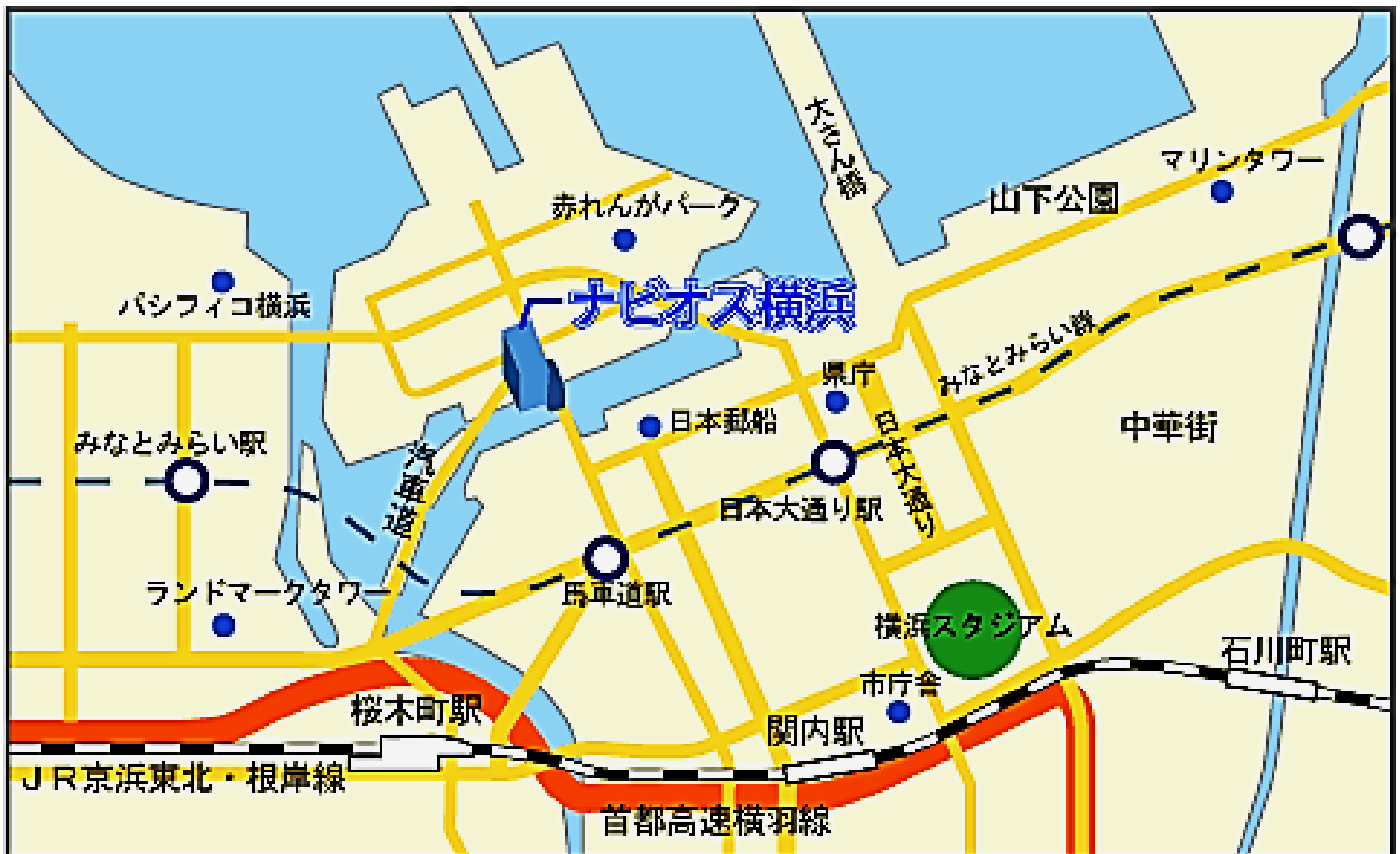 大さん橋
マリンタワー
山下公園
赤れんがパーク
パシフィコ横浜
ナビオス横浜
みなとみらい線
県庁
日本郵船
日本大通り
中華街
みなとみらい駅
汽車道
日本大通り駅
馬車道駅
ランドマークタワー
横浜スタジアム
石川町駅
市庁舎
桜木町駅
関内駅
JR京浜東北・根岸線
首都高速横羽線